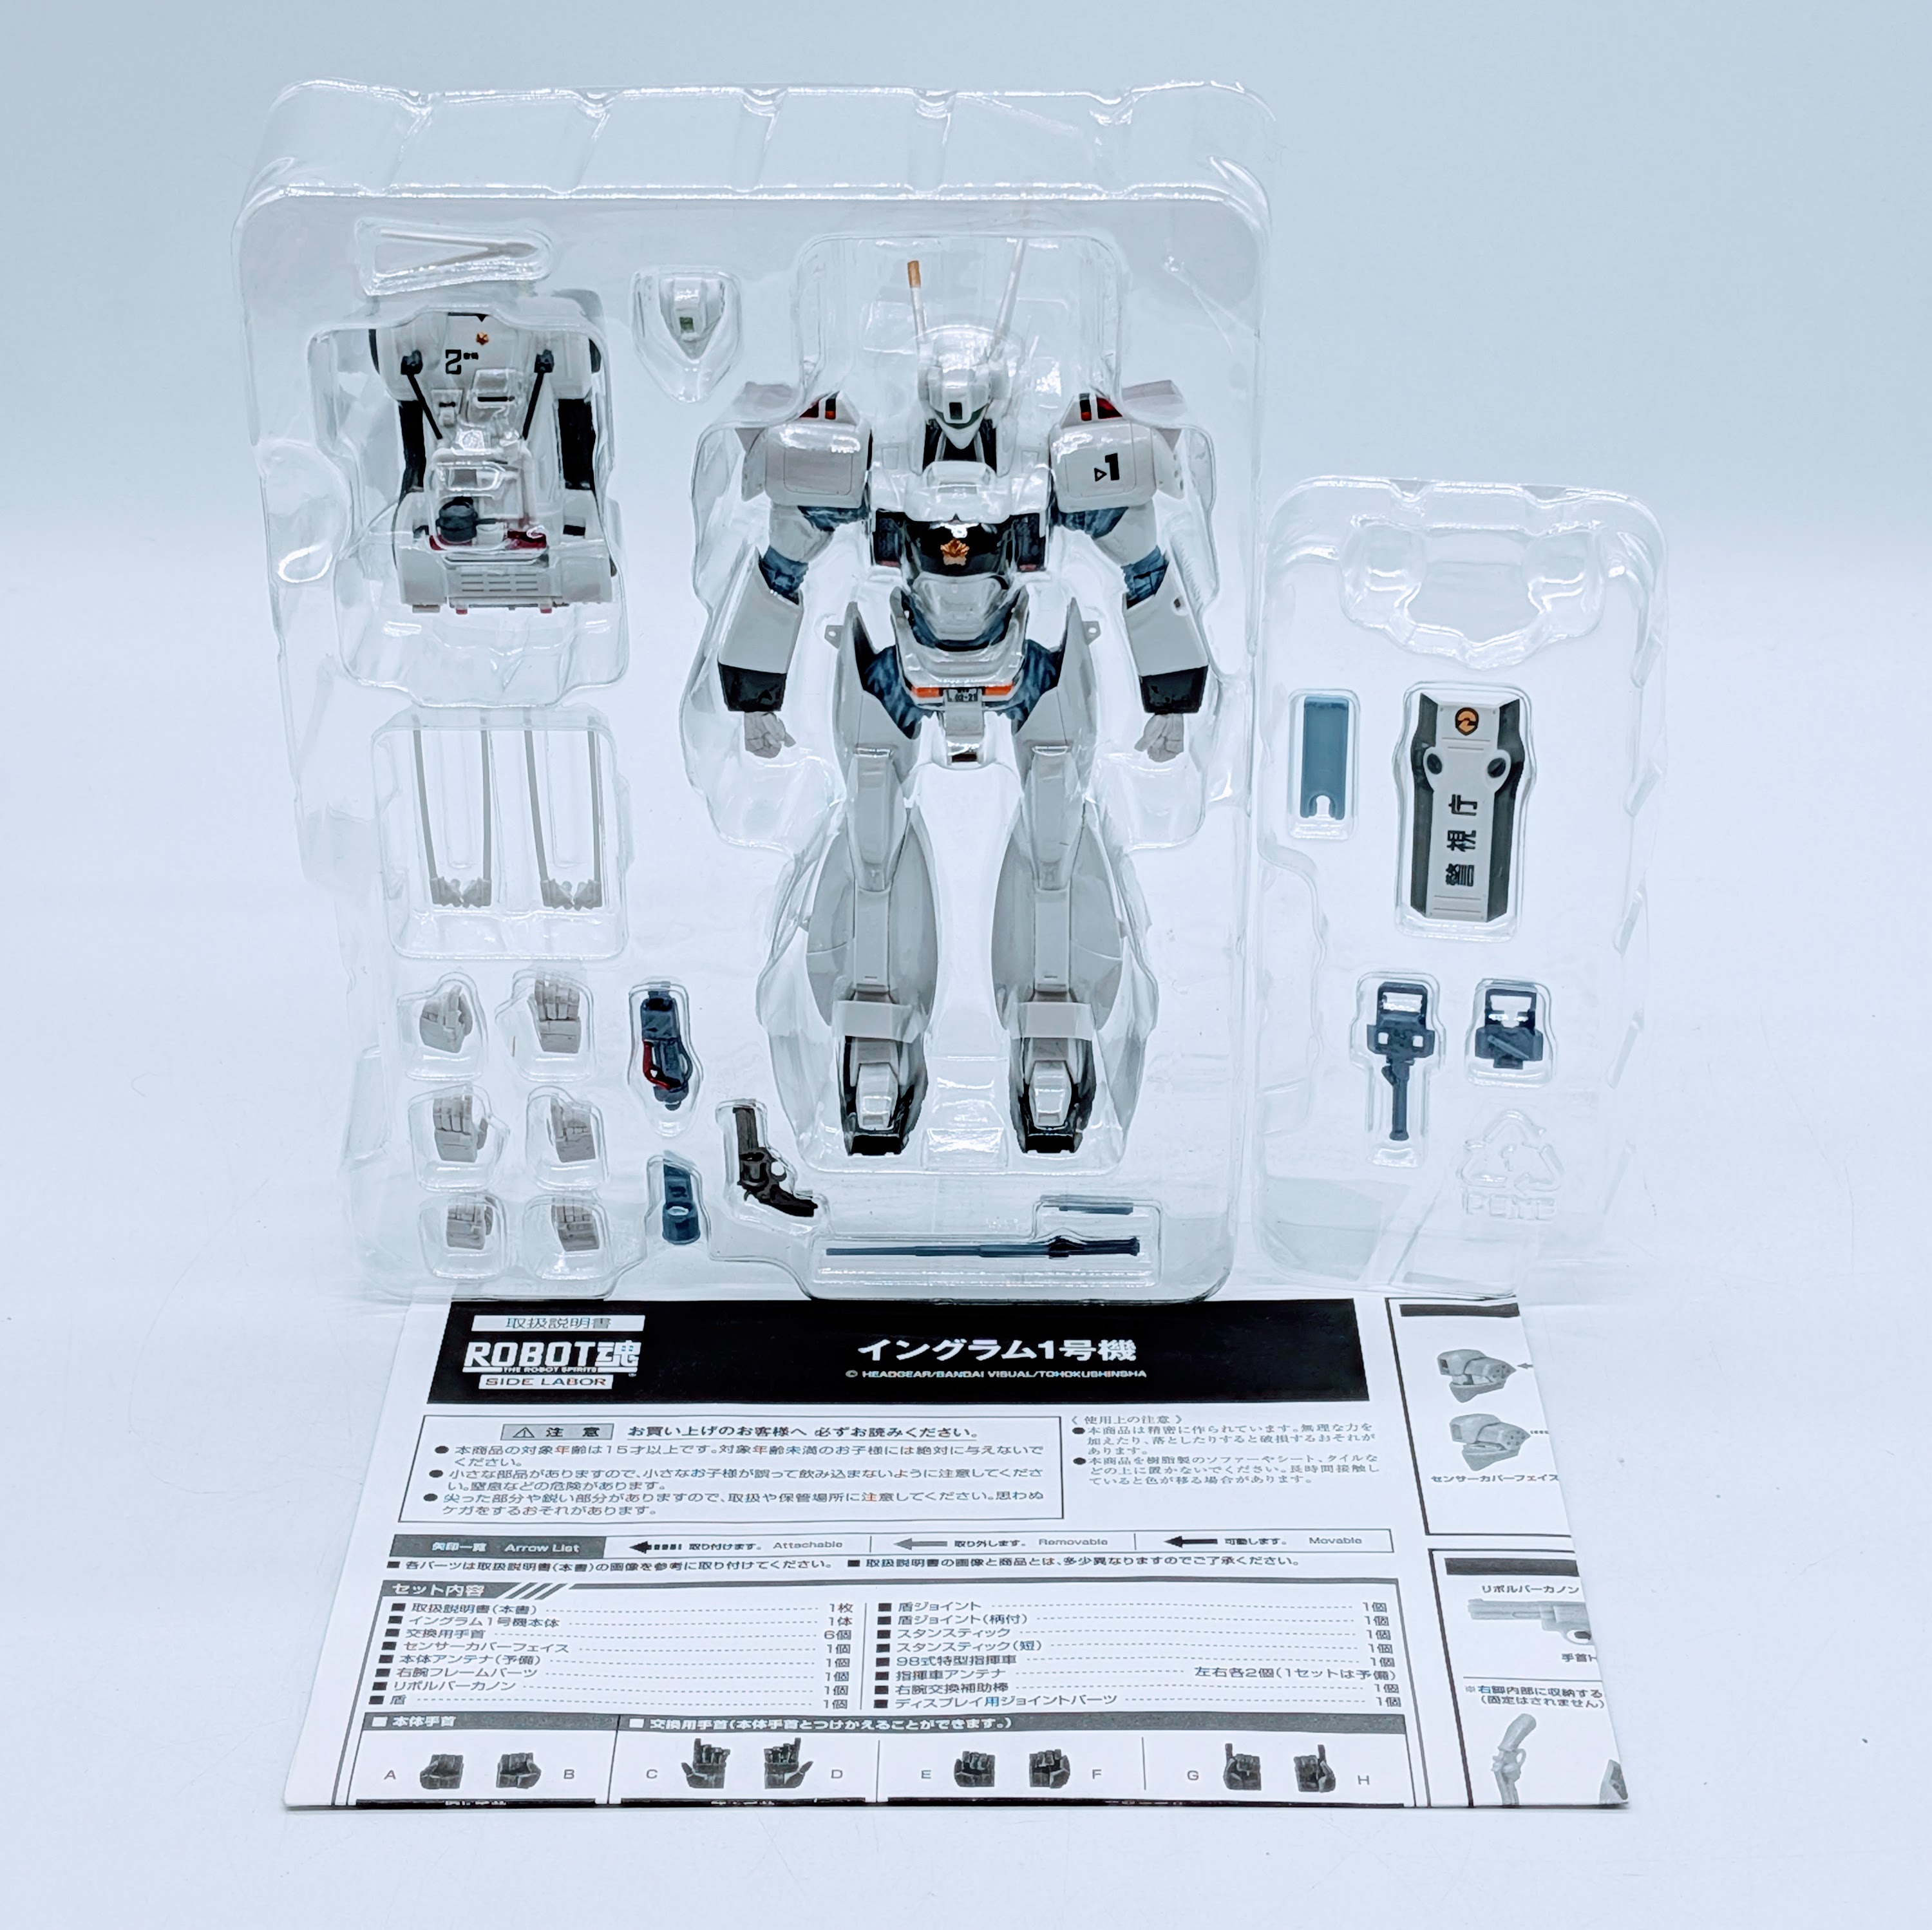 2
1
02-21
警視庁
PETE
取扱説明書
ROBOT魂
THE ROBOT SPIRITS
SIDE LABOR
イングラム1号機
© HEADGEAR/BANDAI VISUAL/TOHOKUSHINSHA
注 意 お買い上げのお客様へ 必ずお読みください。
● 本商品の対象年齢は15才以上です。対象年齢未満のお子様には絶対に与えないで
ください。
● 小さな部品がありますので、小さなお子様が誤って飲み込まないように注意してくださ
い。窒息などの危険があります。
● 尖った部分や鋭い部分がありますので、取扱や保管場所に注意してください。思わぬ
ケガをするおそれがあります。
《 使用上の注意 》
●本商品は精密に作られています。無理な力を
加えたり、落としたりすると破損するおそれが
あります。
●本商品を樹脂製のソファーやシート、タイルな
どの上に置かないでください。長時間接触し
ていると色が移る場合があります。
センサーカバーフェイス
矢印一覧 Arrow List
取り付けます。 Attachable
取り外します。 Removable
可動します。 Movable
■ 各パーツは取扱説明書(本書)の画像を参考に取り付けてください。 ■ 取扱説明書の画像と商品とは、多少異なりますのでご了承ください。
セット内容
■ 取扱説明書(本書) 1枚
■ イングラム1号機本体 1体
■ 交換用手首 6個
■ センサーカバーフェイス 1個
■ 本体アンテナ(予備) 1個
■ 右腕フレームパーツ 1個
■ リボルバーカノン 1個
■ 盾 1個
■ 盾ジョイント 1個
■ 盾ジョイント(柄付) 1個
■ スタンスティック 1個
■ スタンスティック(短) 1個
■ 98式特型指揮車 1個
■ 指揮車アンテナ 左右各2個(1セットは予備)
■ 右腕交換補助棒 1個
■ ディスプレイ用ジョイントパーツ 1個
リボルバーカノン
手首H
※右脚内部に収納する
(固定はされません)
■ 本体手首
■ 交換用手首(本体手首とつけかえることができます。)
A B C D E F G H